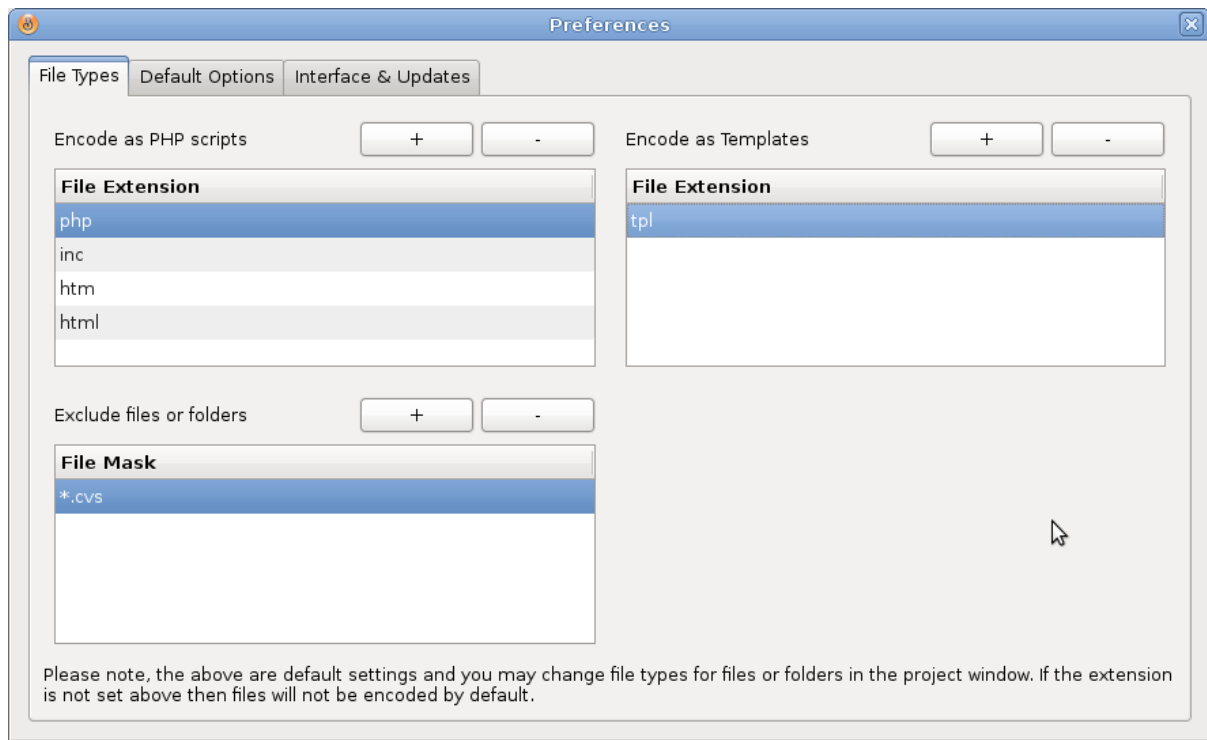 Preferences
File Types
Default Options
Interface & Updates
Encode as PHP scripts
+
-
File Extension
php
inc
htm
html
Encode as Templates
+
-
File Extension
tpl
Exclude files or folders
+
-
File Mask
*.cvs
Please note, the above are default settings and you may change file types for files or folders in the project window. If the extension
is not set above then files will not be encoded by default.